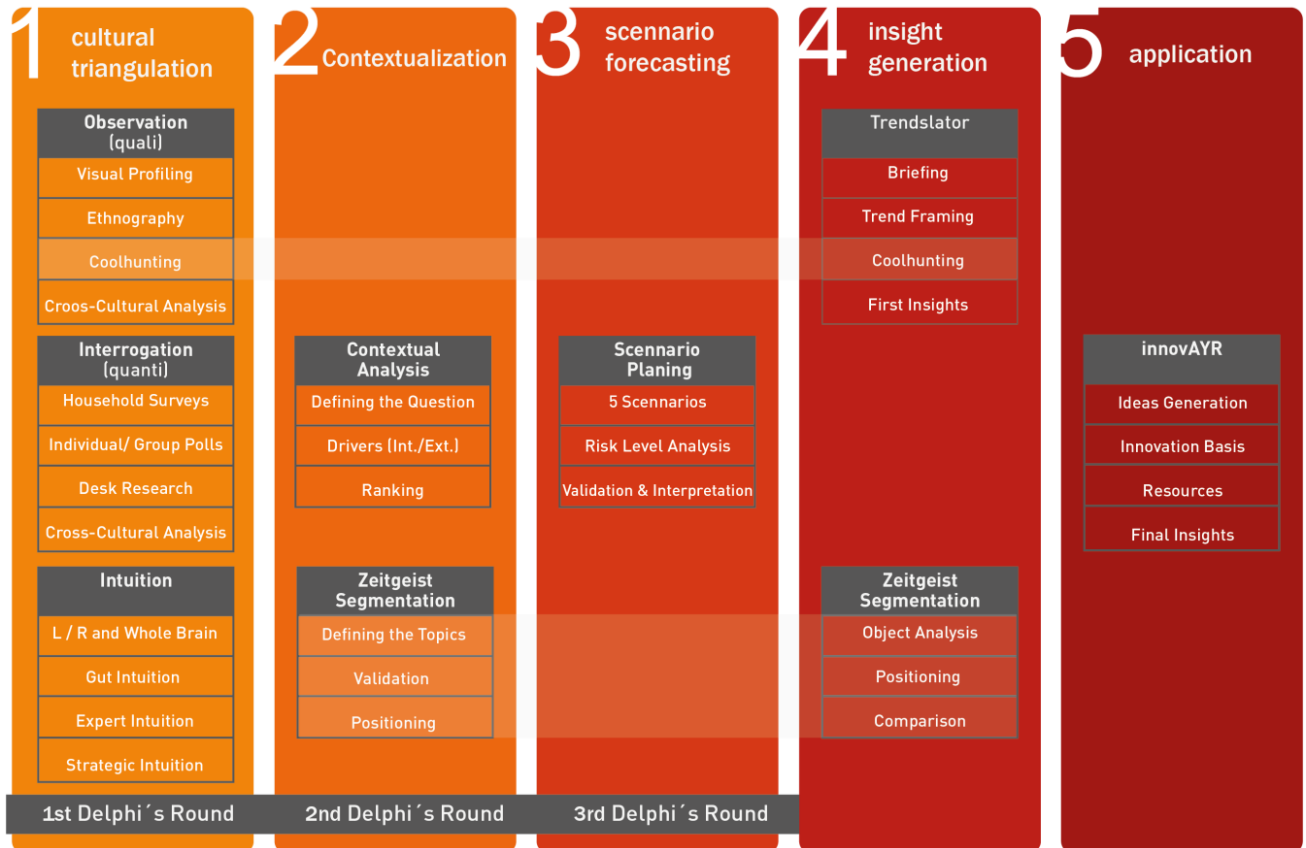 1
cultural
triangulation
Observation
(quali)
Visual Profiling
Ethnography
Coolhunting
Croos-Cultural Analysis
Interrogation
(quanti)
Household Surveys
Individual/ Group Polls
Desk Research
Cross-Cultural Analysis
Intuition
L / R and Whole Brain
Gut Intuition
Expert Intuition
Strategic Intuition
1st Delphi´s Round
2
Contextualization
Contextual
Analysis
Defining the Question
Drivers (Int./Ext.)
Ranking
Zeitgeist
Segmentation
Defining the Topics
Validation
Positioning
2nd Delphi´s Round
3
scennario
forecasting
Scennario
Planing
5 Scennarios
Risk Level Analysis
Validation & Interpretation
3rd Delphi´s Round
4
insight
generation
Trendslator
Briefing
Trend Framing
Coolhunting
First Insights
Zeitgeist
Segmentation
Object Analysis
Positioning
Comparison
5
application
innovAYR
Ideas Generation
Innovation Basis
Resources
Final Insights